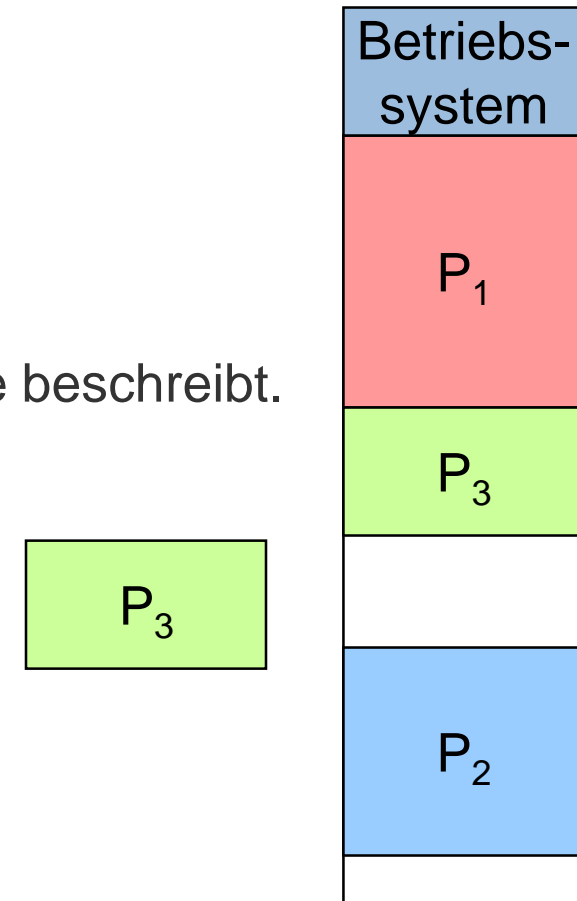 Betriebs-
system
P₁
e beschreibt.
P₃
P₃
P₂